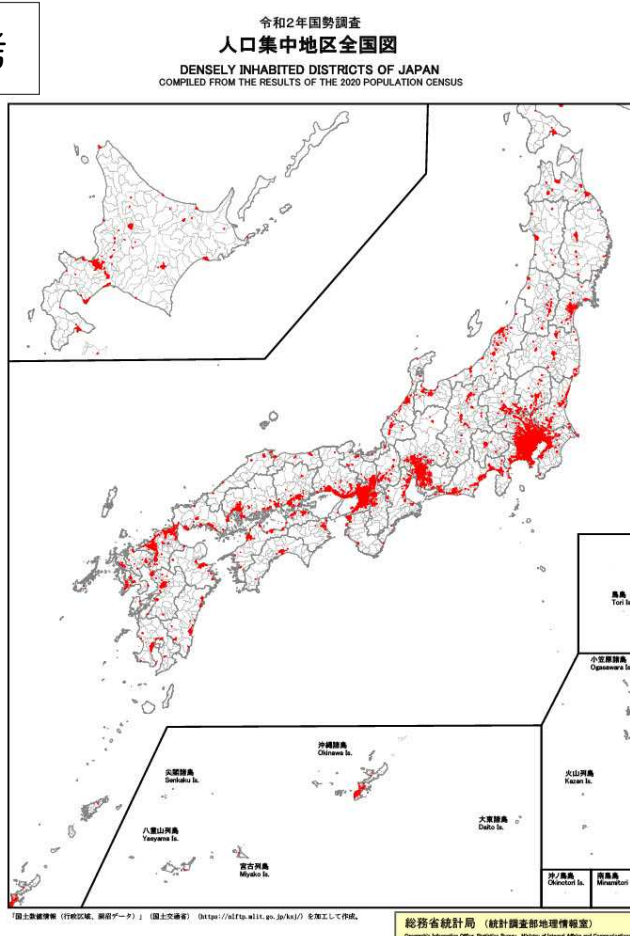 考
令和2年国勢調査
人口集中地区全国図
DENSELY INHABITED DISTRICTS OF JAPAN
COMPILED FROM THE RESULTS OF THE 2020 POPULATION CENSUS
鳥島
Tori Is
小笠原諸島
Ogasawara Is
火山列島
Kazan Is.
沖縄諸島
Okinawa Is.
尖閣諸島
Senkaku Is.
大東諸島
Daito Is.
八重山列島
Yaeyama Is.
宮古列島
Miyako Is.
沖ノ鳥島
Okinotori Is.
南鳥島
Minamitori
「国土数値情報(行政区域、湖沼データ)」(国土交通省)(https://nlftp.mlit.go.jp/ksj/)を加工して作成。
総務省統計局(統計調査部地理情報室)